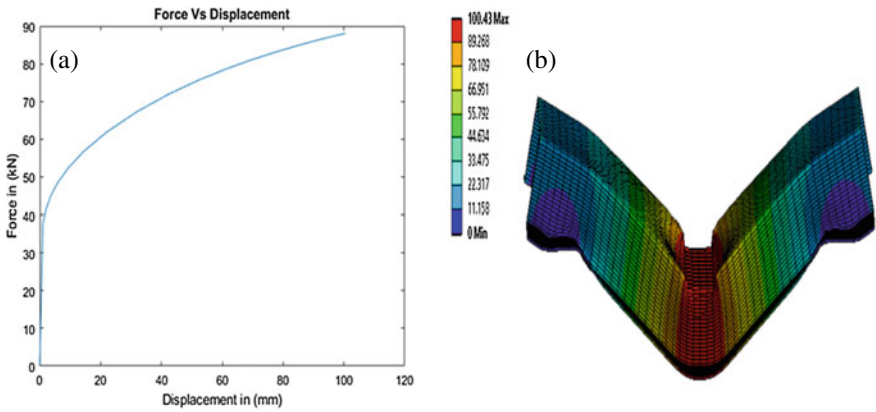 Force Vs Displacement
(a)
Force in (kN)
90
80
70
60
50
40
30
20
10
0
0 20 40 60 80 100 120
Displacement in (mm)
(b)
100.43 Max
89.268
78.109
66.951
55.792
44.634
33.475
22.317
11.158
0 Min